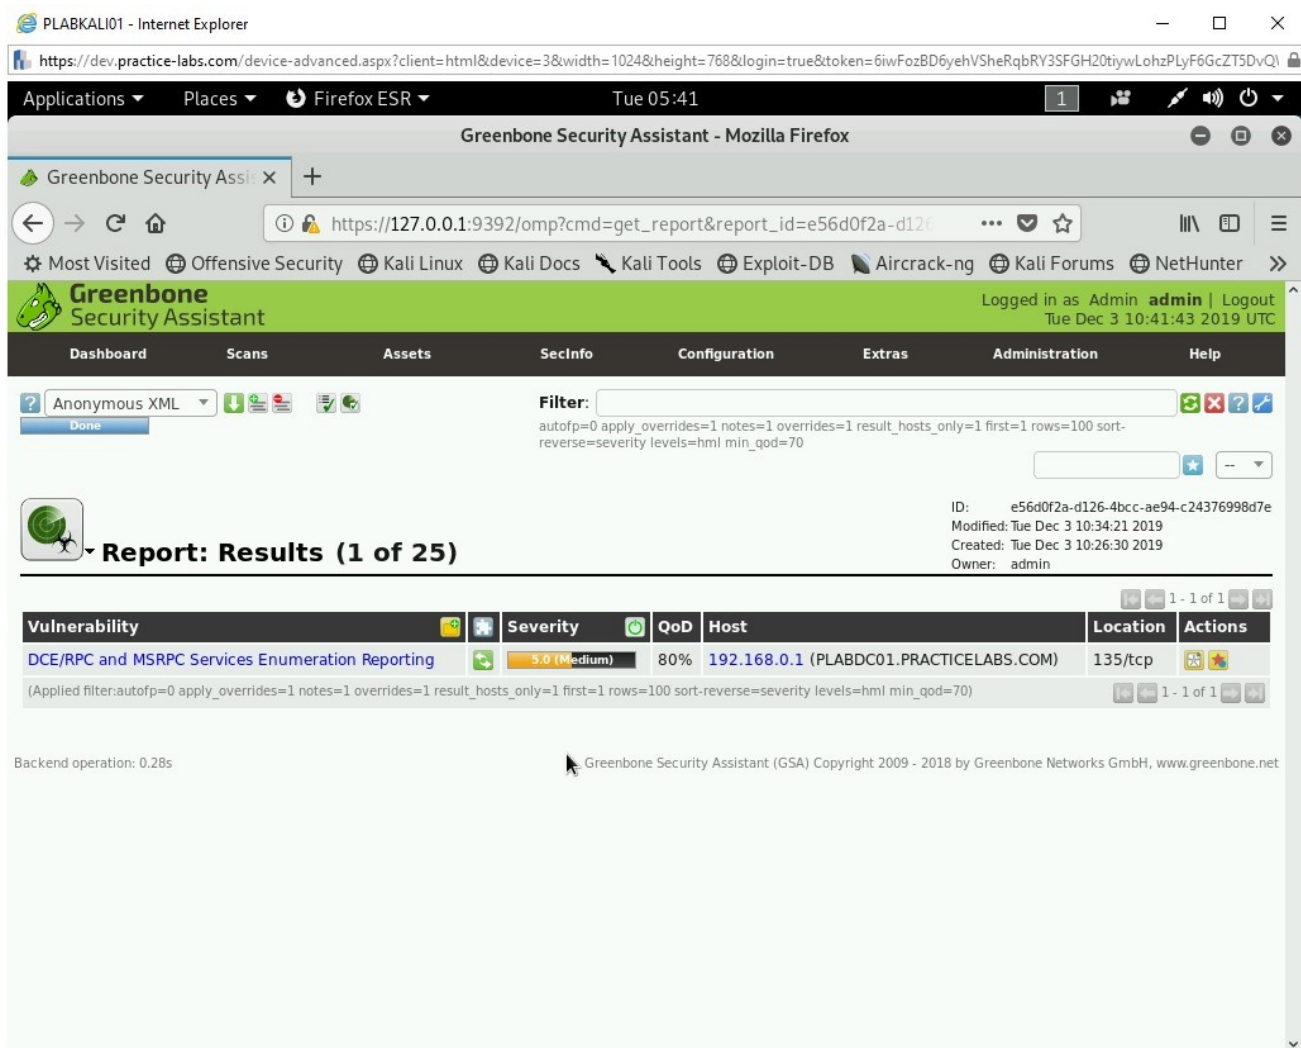 PLABKALI01 - Internet Explorer
https://dev.practice-labs.com/device-advanced.aspx?client=html&device=3&width=1024&height=768&login=true&token=6iwFozBD6yehVSheRqbRY3SFGH20tiywLohzPLyF6GcZT5DvQ\
Applications Places Firefox ESR Tue 05:41 1
Greenbone Security Assistant - Mozilla Firefox
Greenbone Security Assis
https://127.0.0.1:9392/omp?cmd=get_report&report_id=e56d0f2a-d126
Most Visited Offensive Security Kali Linux Kali Docs Kali Tools Exploit-DB Aircrack-ng Kali Forums NetHunter
Greenbone
Security Assistant
Logged in as Admin admin | Logout
Tue Dec 3 10:41:43 2019 UTC
Dashboard Scans Assets SecInfo Configuration Extras Administration Help
Anonymous XML
Done
Filter:
autofp=0 apply_overrides=1 notes=1 overrides=1 result_hosts_only=1 first=1 rows=100 sort-
reverse=severity levels=hml min_qod=70
--
Report: Results (1 of 25)
ID: e56d0f2a-d126-4bcc-ae94-c24376998d7e
Modified: Tue Dec 3 10:34:21 2019
Created: Tue Dec 3 10:26:30 2019
Owner: admin
1 - 1 of 1
Vulnerability Severity QoD Host Location Actions
DCE/RPC and MSRPC Services Enumeration Reporting 5.0 (Medium) 80% 192.168.0.1 (PLABDC01.PRACTICELABS.COM) 135/tcp
(Applied filter:autofp=0 apply_overrides=1 notes=1 overrides=1 result_hosts_only=1 first=1 rows=100 sort-reverse=severity levels=hml min_qod=70) 1 - 1 of 1
Backend operation: 0.28s Greenbone Security Assistant (GSA) Copyright 2009 - 2018 by Greenbone Networks GmbH, www.greenbone.net